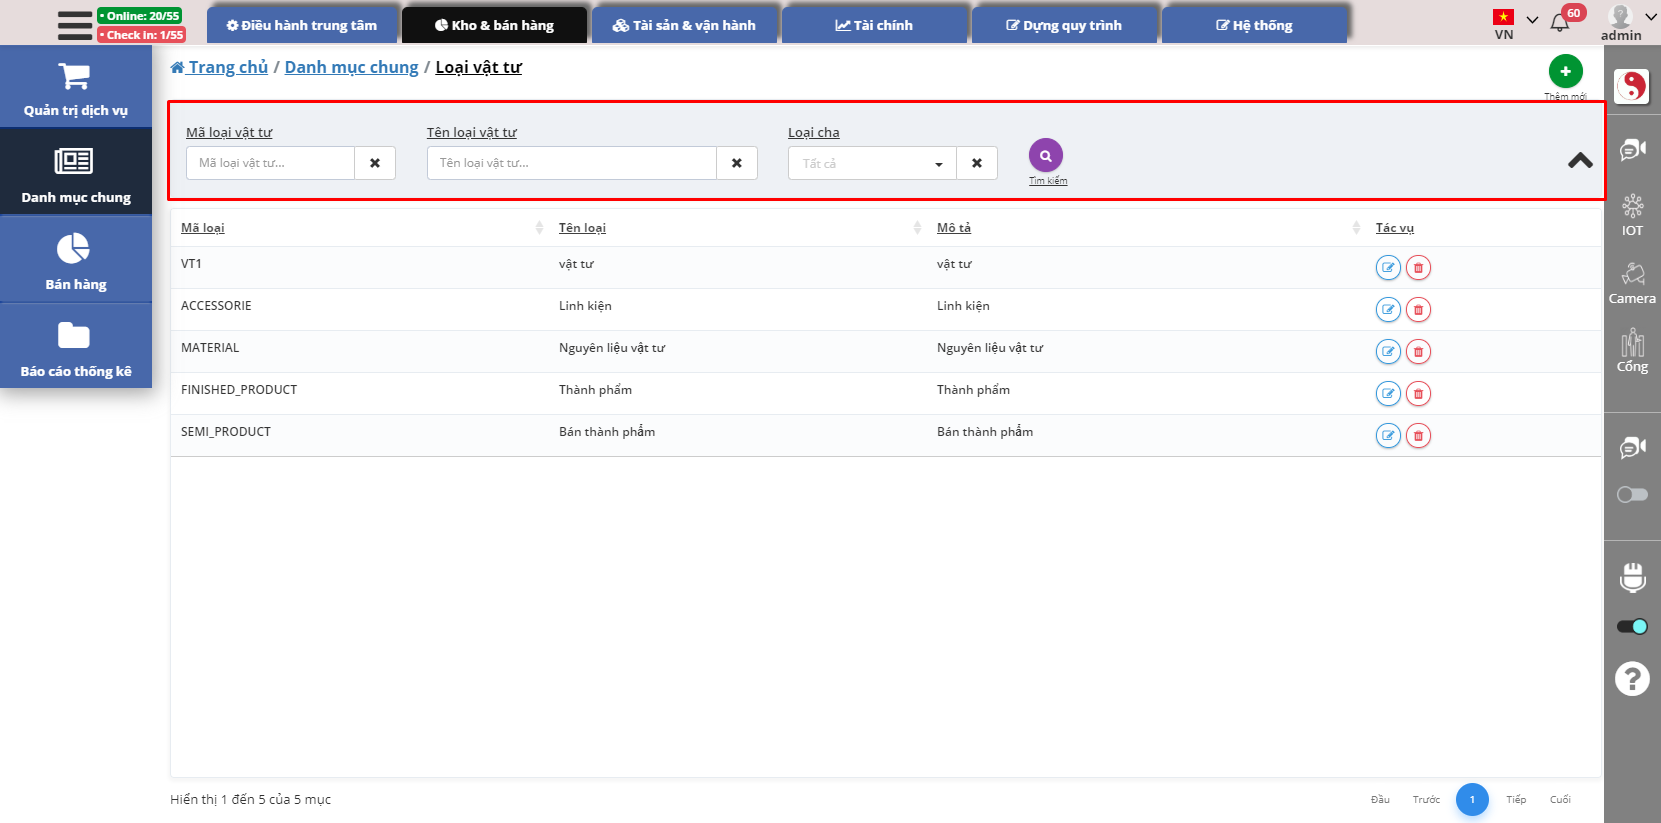 • Online: 20/55
• Check In: 1/55
Điều hành trung tâm
Kho & bán hàng
Tài sản & vận hành
Tài chính
Dựng quy trình
Hệ thống
VN
60
admin
Quản trị dịch vụ
Danh mục chung
Bán hàng
Báo cáo thống kê
Trang chủ / Danh mục chung / Loại vật tư
Thêm mới
Mã loại vật tư
Tên loại vật tư
Loại cha
Mã loại vật tư...
Tên loại vật tư...
Tất cả
Tìm kiếm
Mã loại Tên loại Mô tả Tác vụ
VT1 vật tư vật tư
ACCESSORIE Linh kiện Linh kiện
MATERIAL Nguyên liệu vật tư Nguyên liệu vật tư
FINISHED_PRODUCT Thành phẩm Thành phẩm
SEMI_PRODUCT Bán thành phẩm Bán thành phẩm
Hiển thị 1 đến 5 của 5 mục
Đầu Trước 1 Tiếp Cuối
IOT
Camera
Cổng